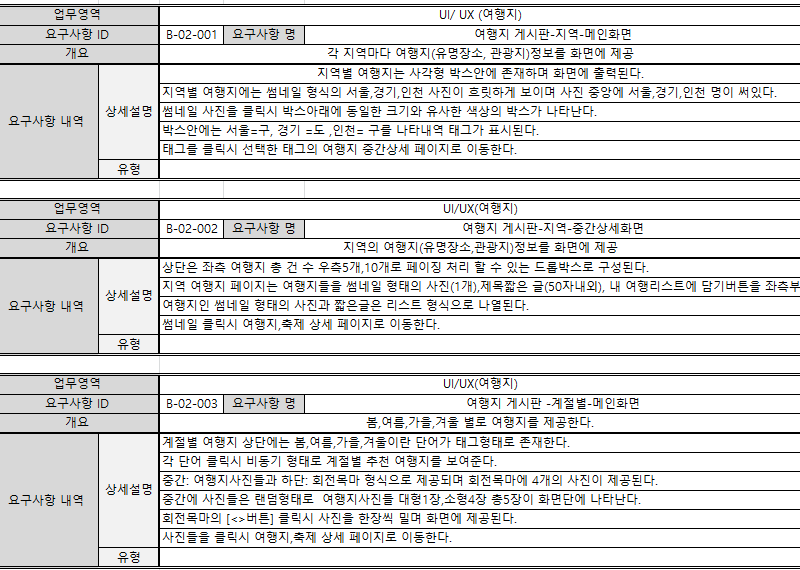 업무영역 UI/ UX (여행지)
요구사항 ID B-02-001 요구사항 명 여행지 게시판-지역-메인화면
개요 각 지역마다 여행지(유명장소, 관광지)정보를 화면에 제공
요구사항 내역 상세설명 지역별 여행지는 사각형 박스안에 존재하며 화면에 출력된다.
지역별 여행지에는 썸네일 형식의 서울,경기,인천 사진이 흐릿하게 보이며 사진 중앙에 서울,경기,인천 명이 써있다.
썸네일 사진을 클릭시 박스아래에 동일한 크기와 유사한 색상의 박스가 나타난다.
박스안에는 서울=구, 경기 =도 ,인천= 구를 나타내역 태그가 표시된다.
태그를 클릭시 선택한 태그의 여행지 중간상세 페이지로 이동한다.
유형
업무영역 UI/UX(여행지)
요구사항 ID B-02-002 요구사항 명 여행지 게시판-지역-중간상세화면
개요 지역의 여행지(유명장소,관광지)정보를 화면에 제공
요구사항 내역 상세설명 상단은 좌측 여행지 총 건 수 우측5개,10개로 페이징 처리 할 수 있는 드롭박스로 구성된다.
지역 여행지 페이지는 여행지들을 썸네일 형태의 사진(1개),제목짧은 글(50자내외), 내 여행리스트에 담기버튼을 좌측부
여행지인 썸네일 형태의 사진과 짧은글은 리스트 형식으로 나열된다.
썸네일 클릭시 여행지,축제 상세 페이지로 이동한다.
유형
업무영역 UI/UX(여행지)
요구사항 ID B-02-003 요구사항 명 여행지 게시판 -계절별-메인화면
개요 봄,여름,가을,겨울 별로 여행지를 제공한다.
요구사항 내역 상세설명 계절별 여행지 상단에는 봄,여름,가을,겨울이란 단어가 태그형태로 존재한다.
각 단어 클릭시 비동기 형태로 계절별 추천 여행지를 보여준다.
중간: 여행지사진들과 하단: 회전목마 형식으로 제공되며 회전목마에 4개의 사진이 제공된다.
중간에 사진들은 랜덤형태로 여행지사진들 대형1장,소형4장 총5장이 화면단에 나타난다.
회전목마의 [<>버튼] 클릭시 사진을 한장씩 밀며 화면에 제공된다.
사진들을 클릭시 여행지,축제 상세 페이지로 이동한다.
유형